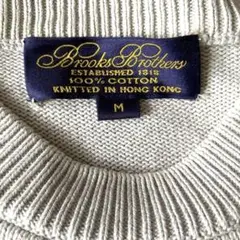 Brooks Brothers
ESTABLISHED 1818
100% COTTON
KNITTED IN HONG KONG
M